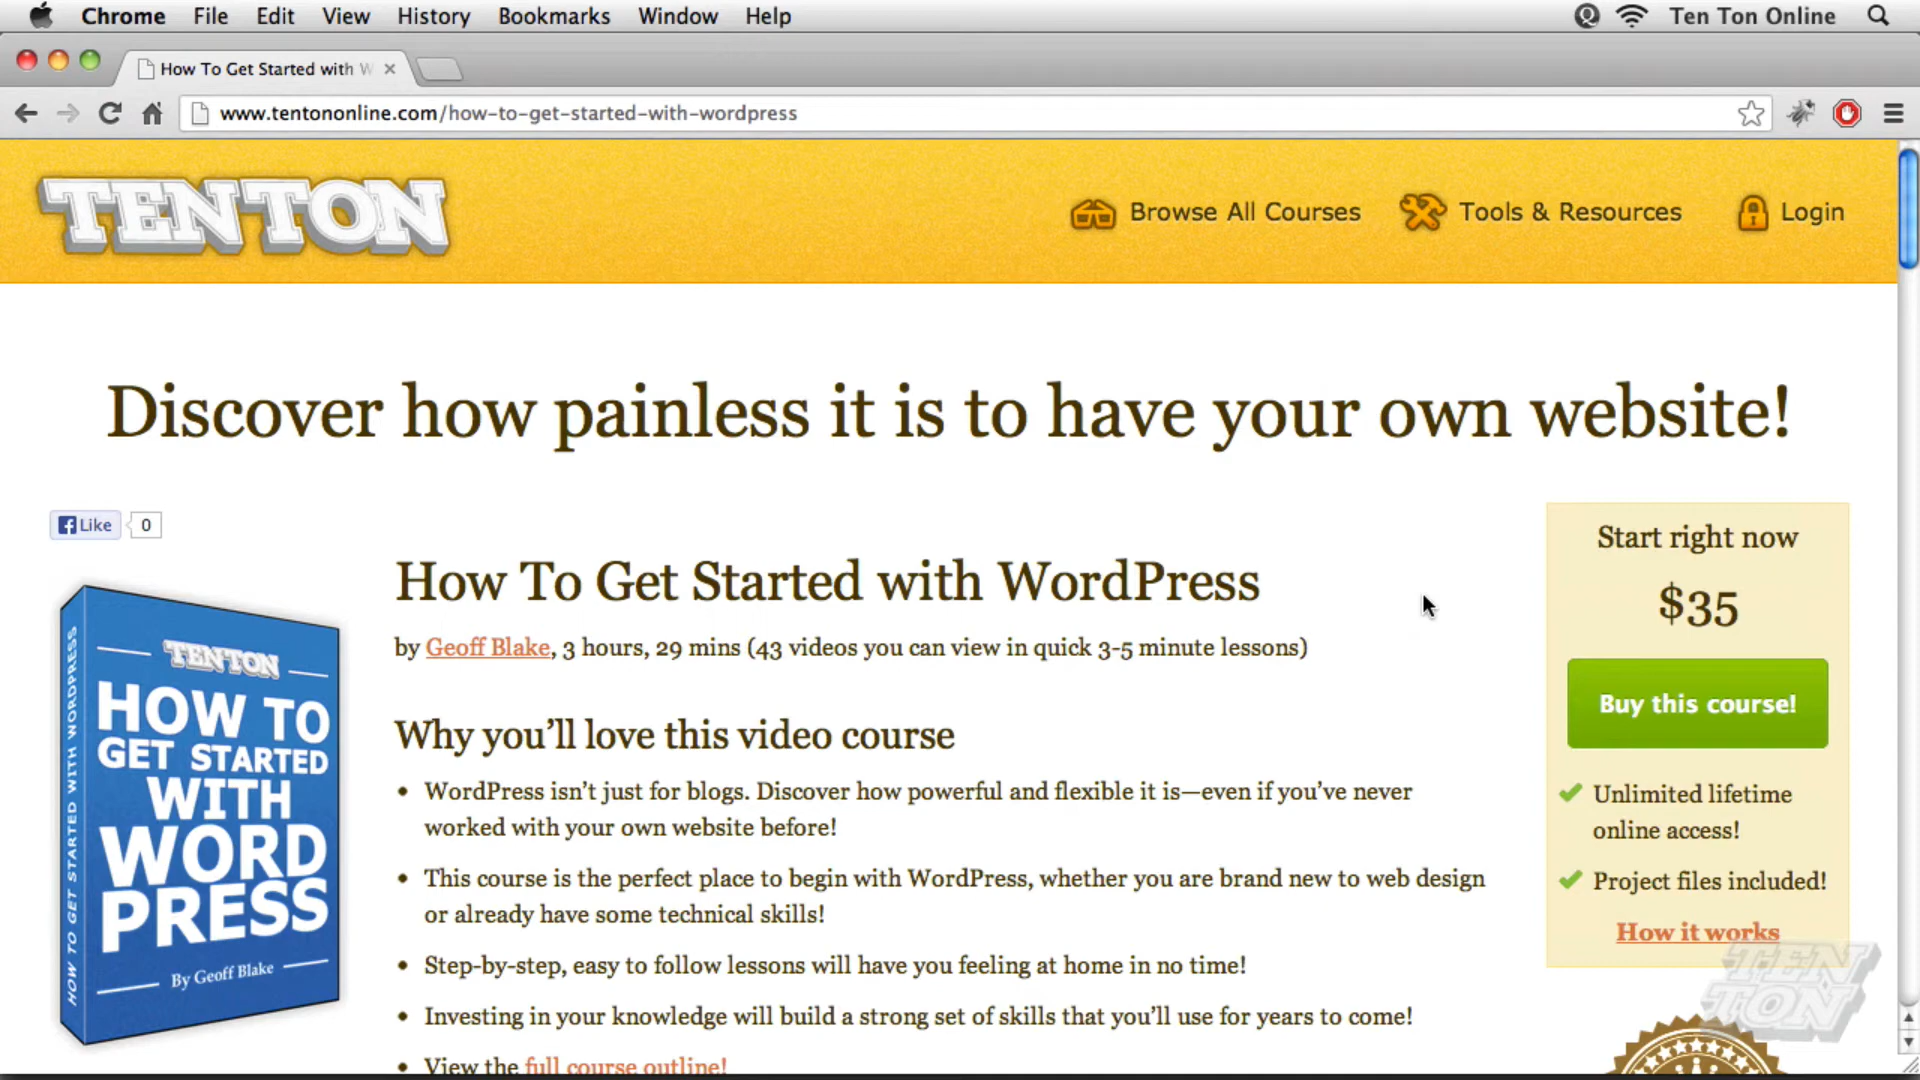 Chrome File Edit View History Bookmarks Window Help Ten Ton Online
How To Get Started with W
www.tentononline.com/how-to-get-started-with-wordpress
TENTON
Browse All Courses
Tools & Resources
Login
Discover how painless it is to have your own website!
Like 0
How To Get Started with WordPress
by Geoff Blake, 3 hours, 29 mins (43 videos you can view in quick 3-5 minute lessons)
Why you'll love this video course
• WordPress isn't just for blogs. Discover how powerful and flexible it is—even if you've never
worked with your own website before!
• This course is the perfect place to begin with WordPress, whether you are brand new to web design
or already have some technical skills!
• Step-by-step, easy to follow lessons will have you feeling at home in no time!
• Investing in your knowledge will build a strong set of skills that you'll use for years to come!
• View the full course outline!
HOW TO GET STARTED WITH WORDPRESS
TENTON
HOW TO
GET STARTED
WITH
WORD
PRESS
By Geoff Blake
Start right now
$35
Buy this course!
Unlimited lifetime
online access!
Project files included!
How it works
TEN
TON